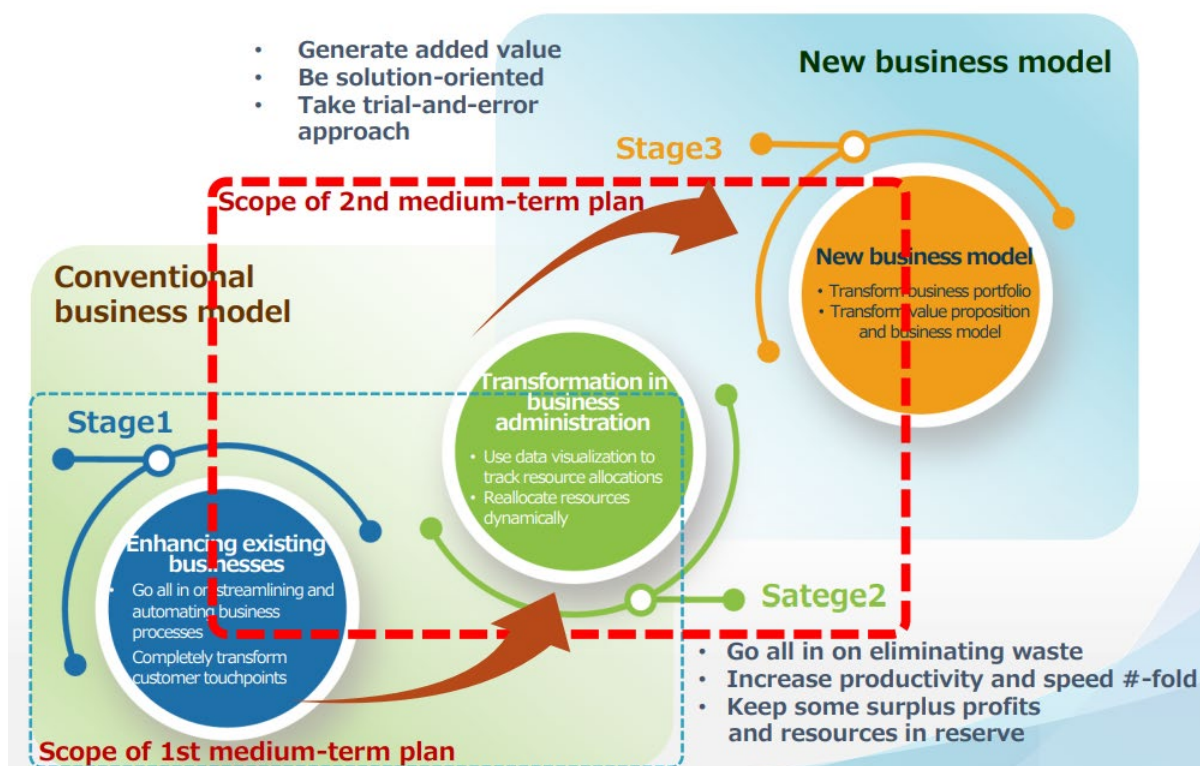 • Generate added value
• Be solution-oriented
• Take trial-and-error
approach
New business model
Stage3
Scope of 2nd medium-term plan
New business model
• Transform business portfolio
• Transform value proposition
and business model
Conventional
business model
Transformation in
business
administration
• Use data visualization to
track resource allocations
• Reallocate resources
dynamically
Stage1
Enhancing existing
businesses
• Go all in on streamlining and
automating business
processes
Completely transform
customer touchpoints
Satege2
• Go all in on eliminating waste
• Increase productivity and speed #-fold
• Keep some surplus profits
and resources in reserve
Scope of 1st medium-term plan